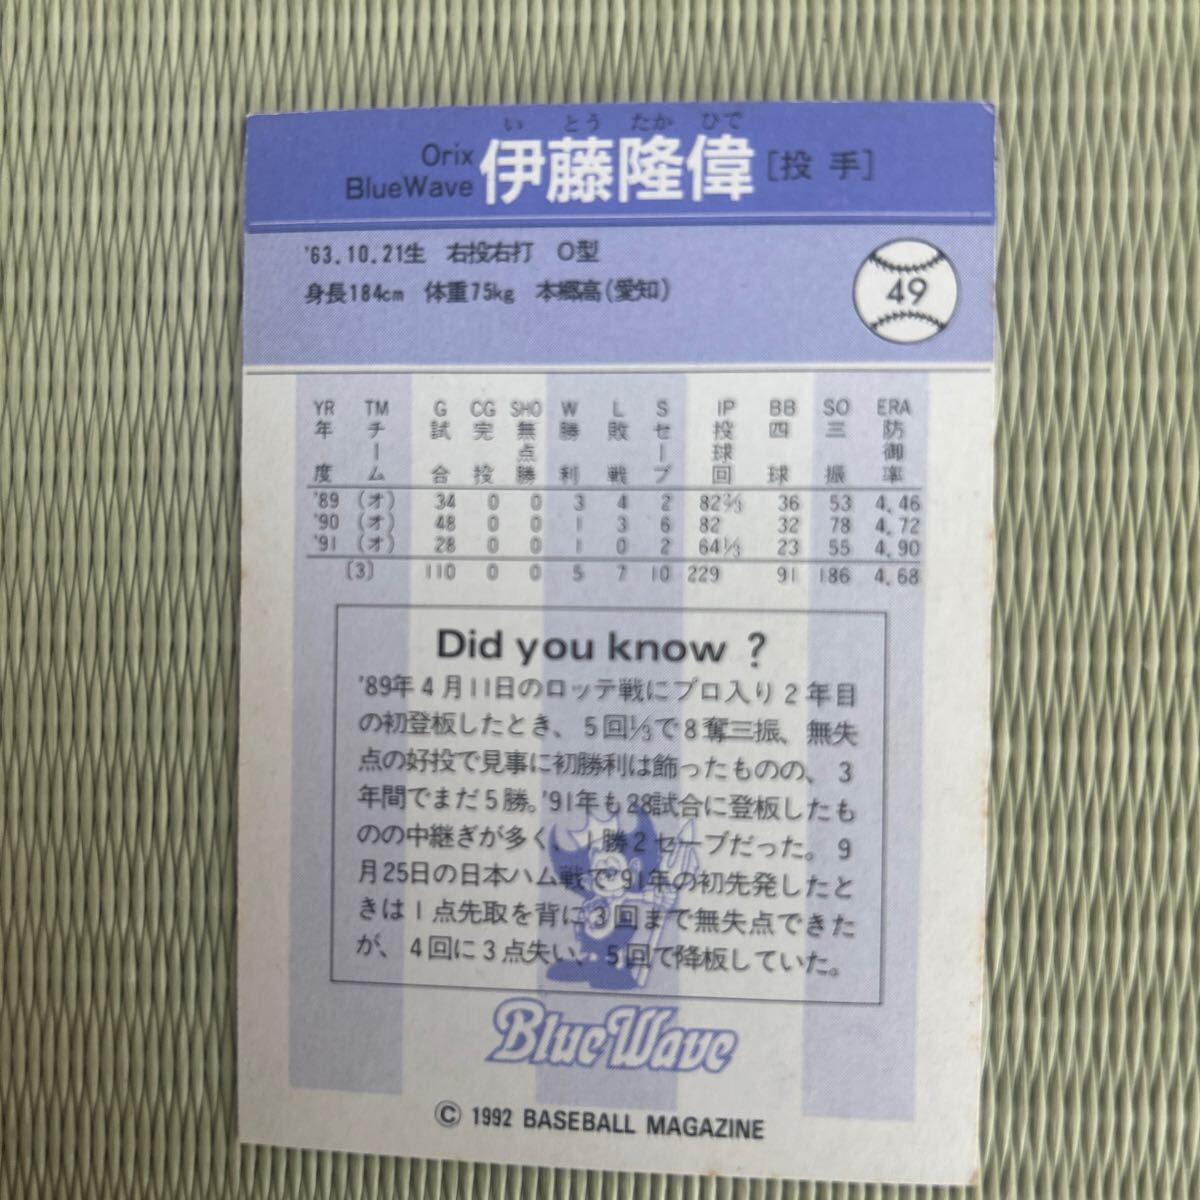 い とう たか ひで
Orix BlueWave 伊藤隆偉 [投手]
'63.10.21生 右投右打 O型
身長184cm 体重75kg 本郷高(愛知)
49
YR TM G CG SHO W L S IP BB SO ERA
年度 チーム 試合 完投 無点勝 勝利 敗戦 セーブ 投球回 四球 三振 防御率
'89 (オ) 34 0 0 3 4 2 82 2/3 36 53 4.46
'90 (オ) 48 0 0 1 3 6 82 32 78 4.72
'91 (オ) 28 0 0 1 0 2 64 1/3 23 55 4.90
(3) 110 0 0 5 7 10 229 91 186 4.68
Did you know ?
'89年4月11日のロッテ戦にプロ入り2年目
の初登板したとき、5回1/3で8奪三振、無失
点の好投で見事に初勝利は飾ったものの、3
年間でまだ5勝。'91年も28試合に登板したも
のの中継ぎが多く、1勝2セーブだった。9
月25日の日本ハム戦で'91年の初先発したと
きは1点先取を背に3回まで無失点できた
が、4回に3点失い、5回で降板していた。
BlueWave
© 1992 BASEBALL MAGAZINE